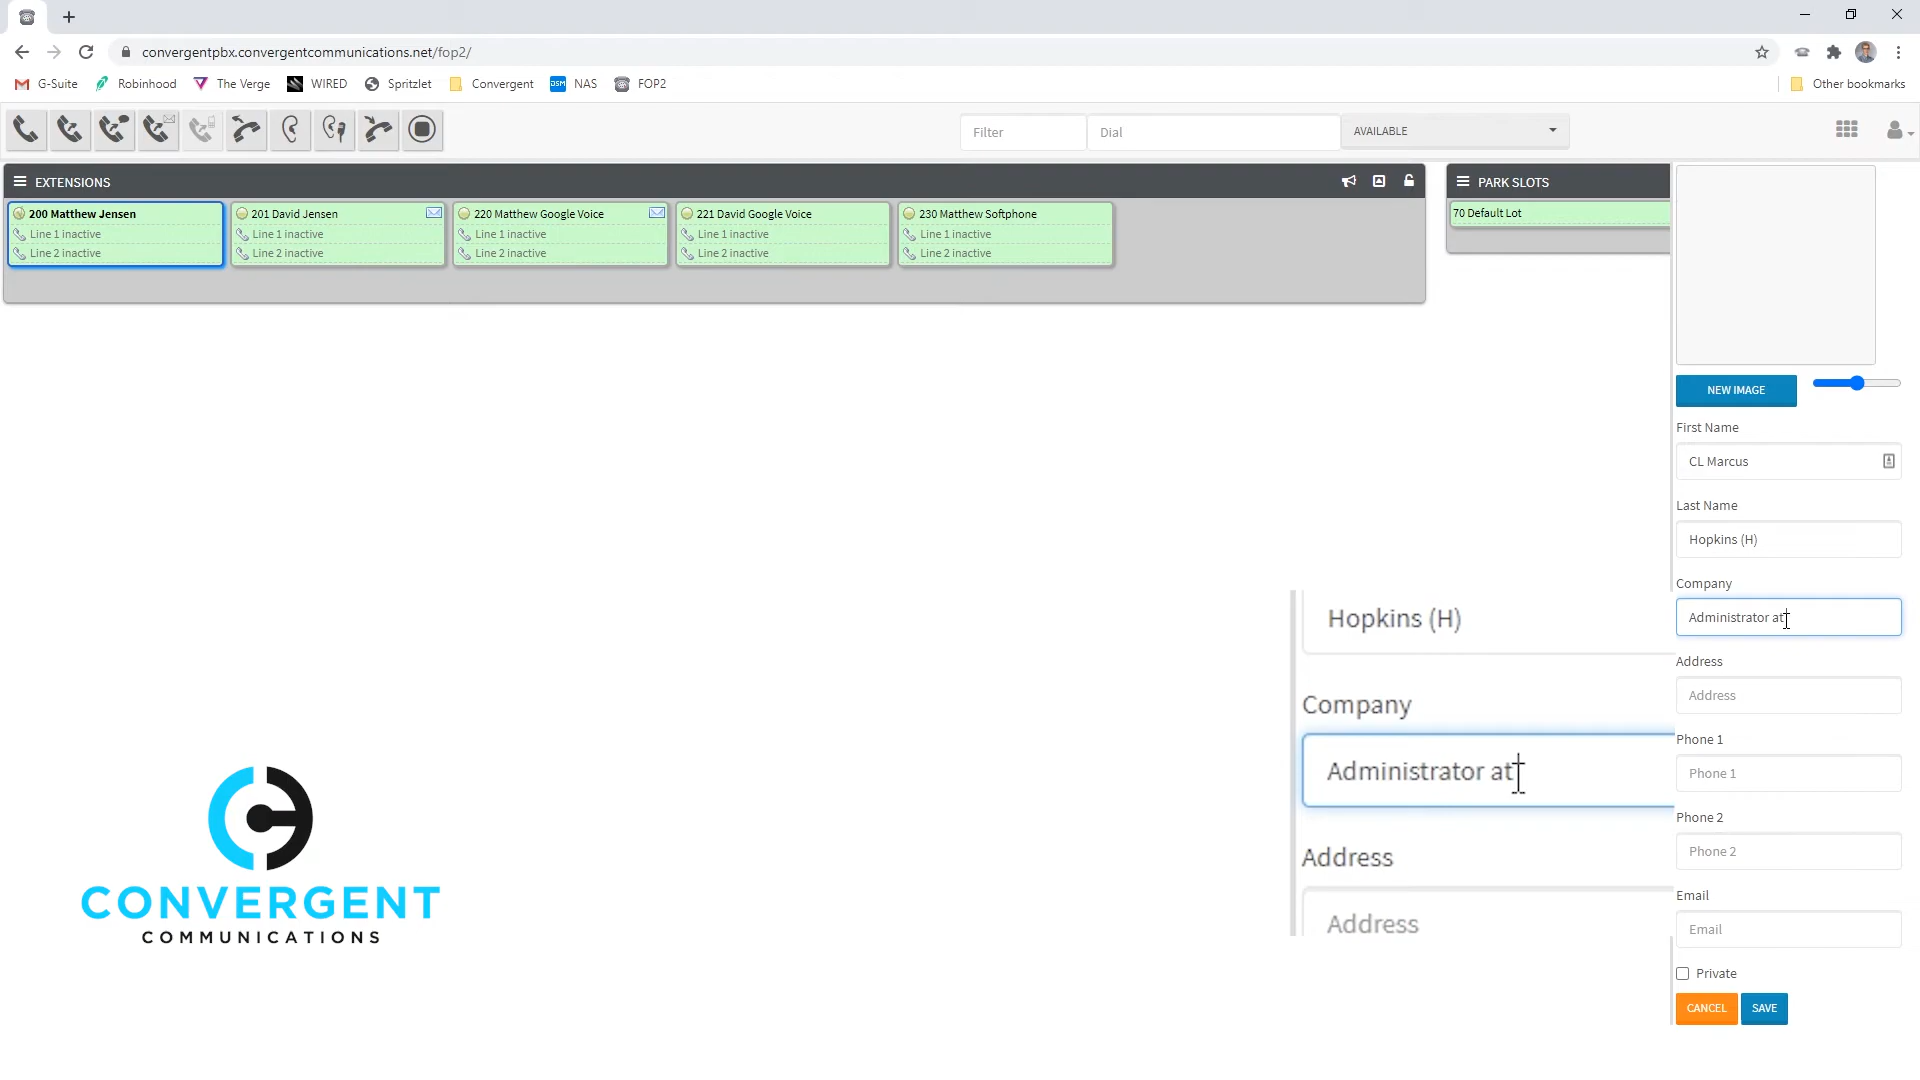 convergentpbx.convergentcommunications.net/fop2/
G-Suite Robinhood The Verge WIRED Spritzlet Convergent DSM NAS FOP2 Other bookmarks
Filter Dial AVAILABLE
EXTENSIONS
200 Matthew Jensen
Line 1 inactive
Line 2 inactive
201 David Jensen
Line 1 inactive
Line 2 inactive
220 Matthew Google Voice
Line 1 inactive
Line 2 inactive
221 David Google Voice
Line 1 inactive
Line 2 inactive
230 Matthew Softphone
Line 1 inactive
Line 2 inactive
PARK SLOTS
70 Default Lot
NEW IMAGE
First Name
CL Marcus
Last Name
Hopkins (H)
Company
Administrator at
Address
Address
Phone 1
Phone 1
Phone 2
Phone 2
Email
Email
Private
CANCEL SAVE
Hopkins (H)
Company
Administrator at
Address
Address
CONVERGENT
COMMUNICATIONS